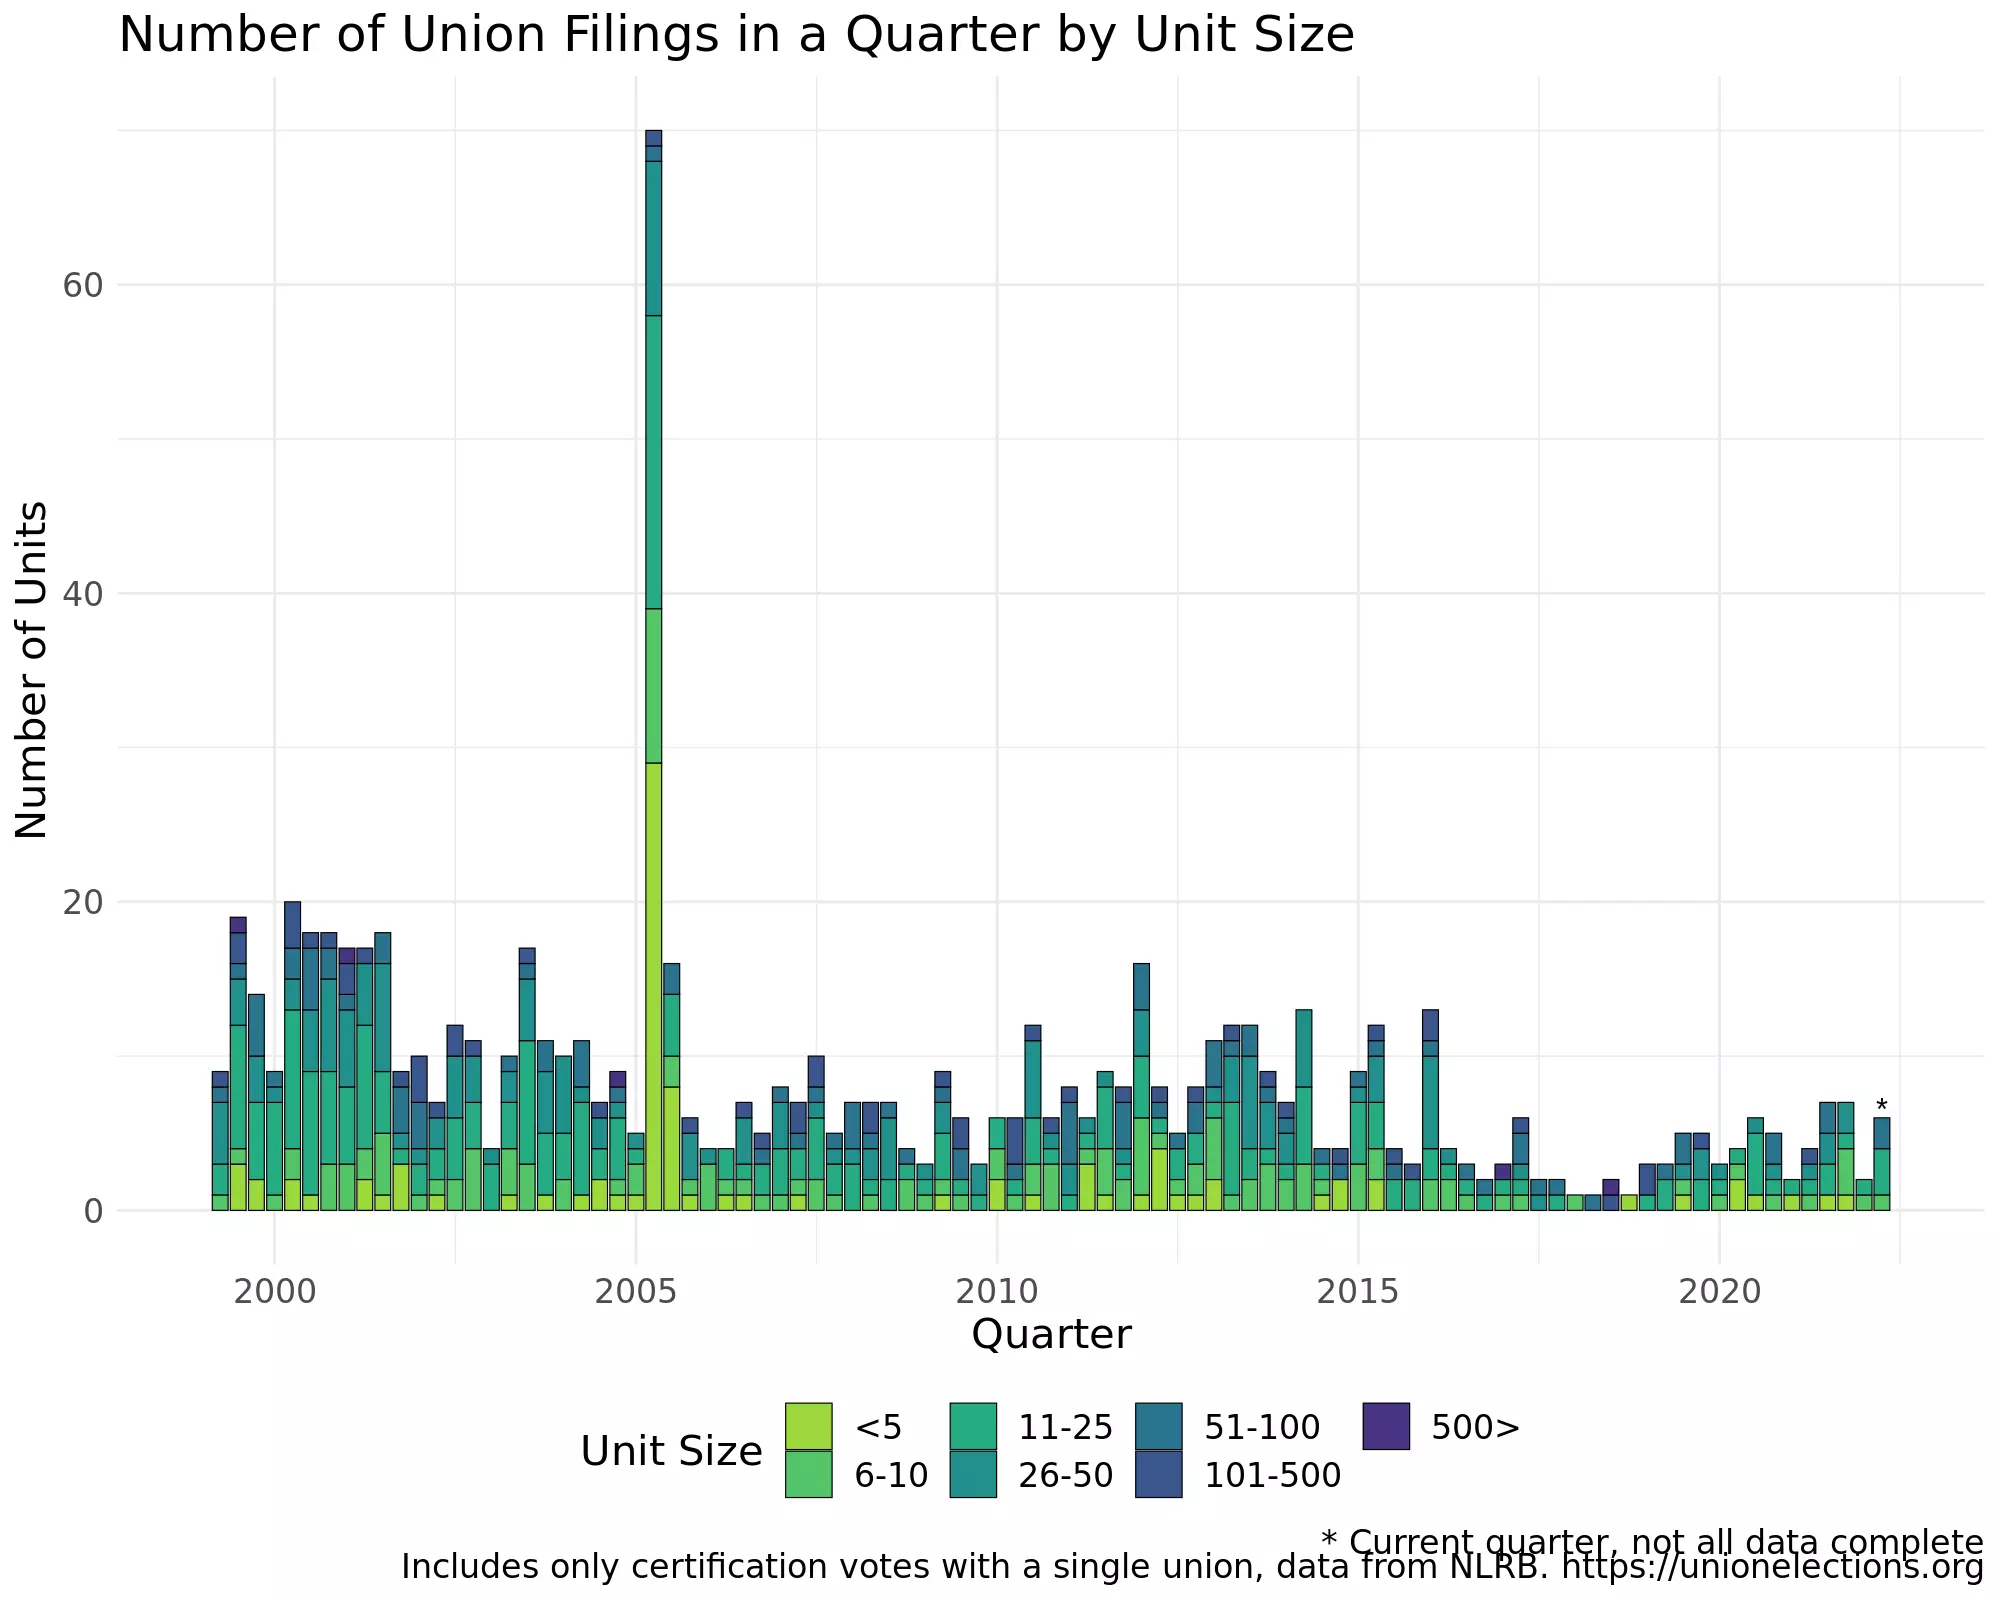 Number of Union Filings in a Quarter by Unit Size
Number of Units
60
40
20
0
*
2000 2005 2010 2015 2020
Quarter
Unit Size
<5 11-25 51-100 500>
6-10 26-50 101-500
* Current quarter, not all data complete
Includes only certification votes with a single union, data from NLRB. https://unionelections.org